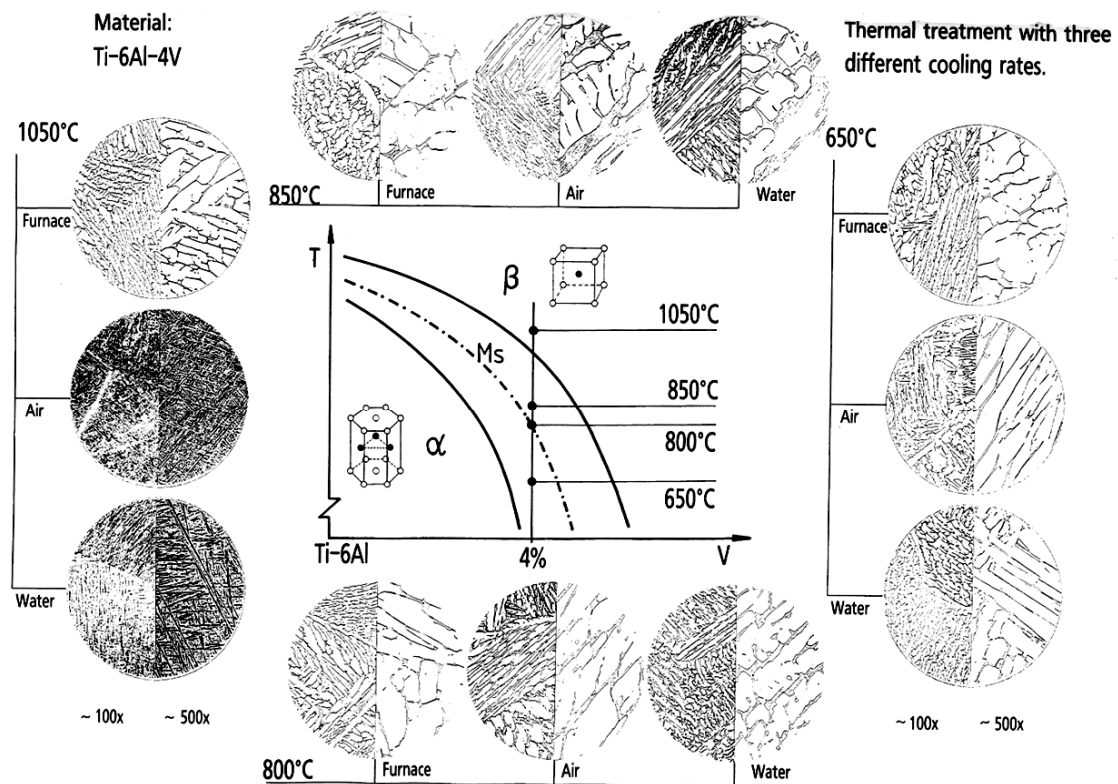 Material:
Ti-6Al-4V
Thermal treatment with three
different cooling rates.
1050°C
Furnace
Air
Water
~ 100x ~ 500x
850°C
Furnace
Air
Water
650°C
Furnace
Air
Water
~ 100x ~ 500x
T
β
Ms
α
1050°C
850°C
800°C
650°C
Ti-6Al
4%
V
800°C
Furnace
Air
Water